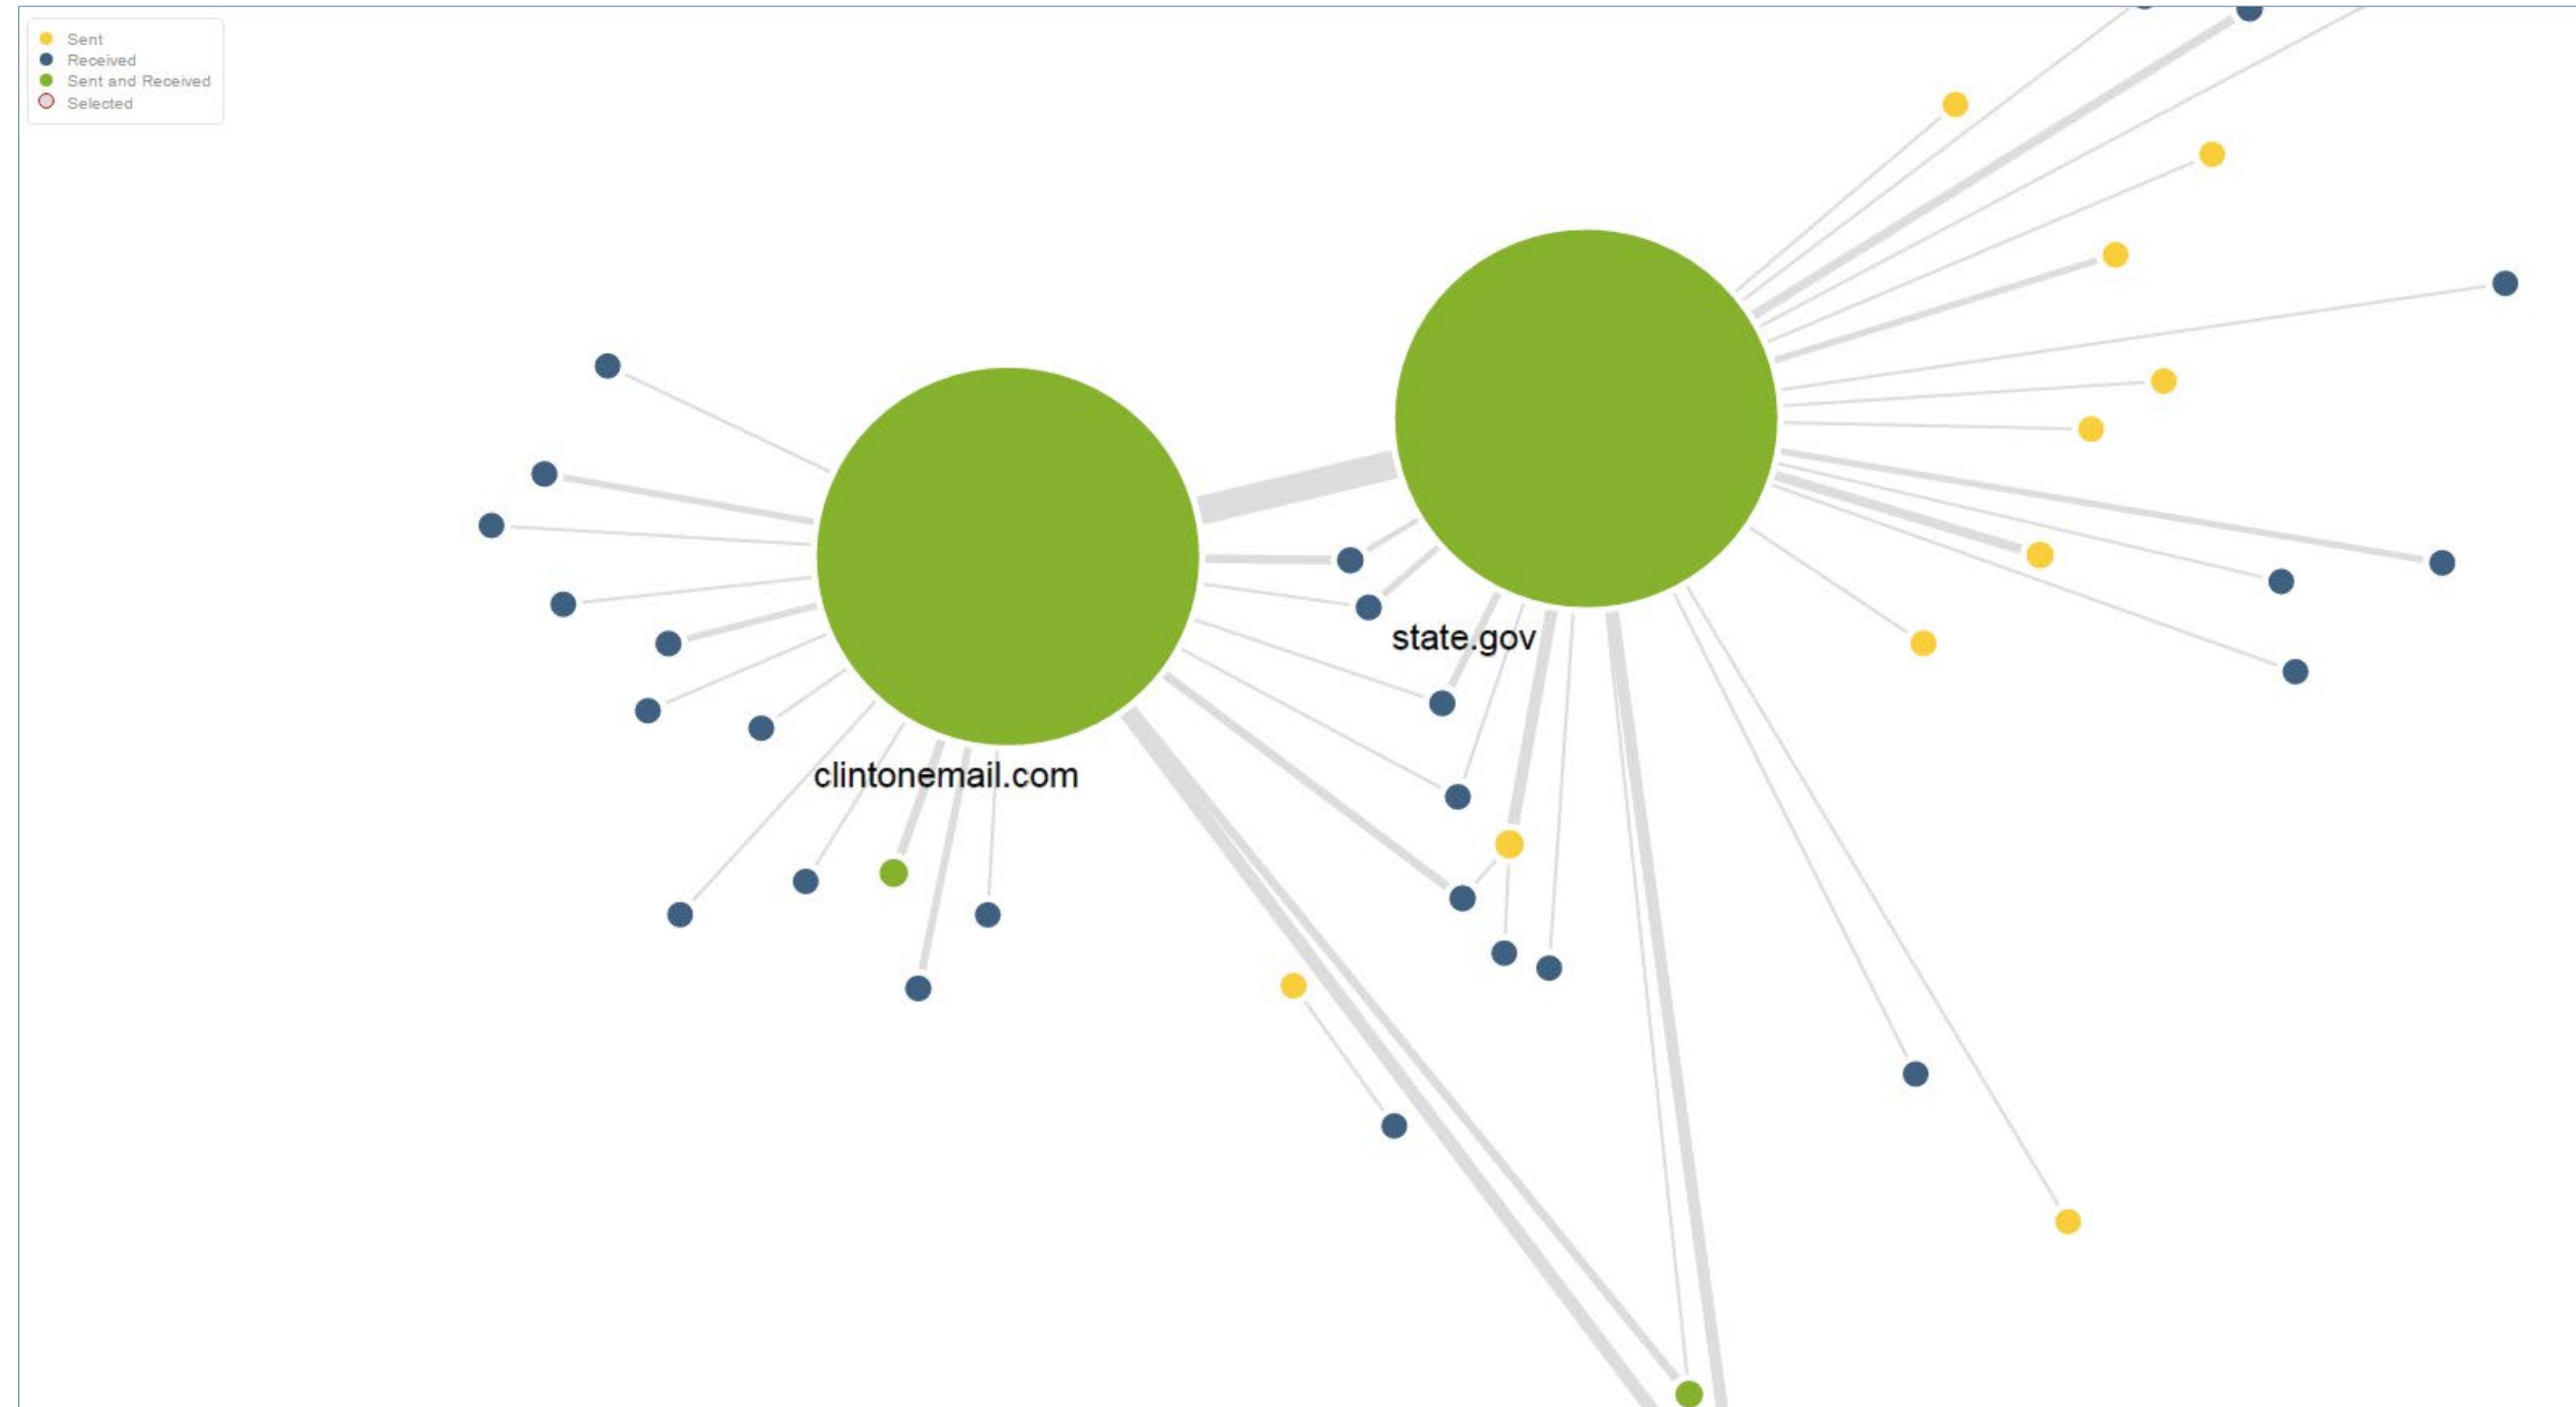 Sent
Received
Sent and Received
Selected
state.gov
clintonemail.com